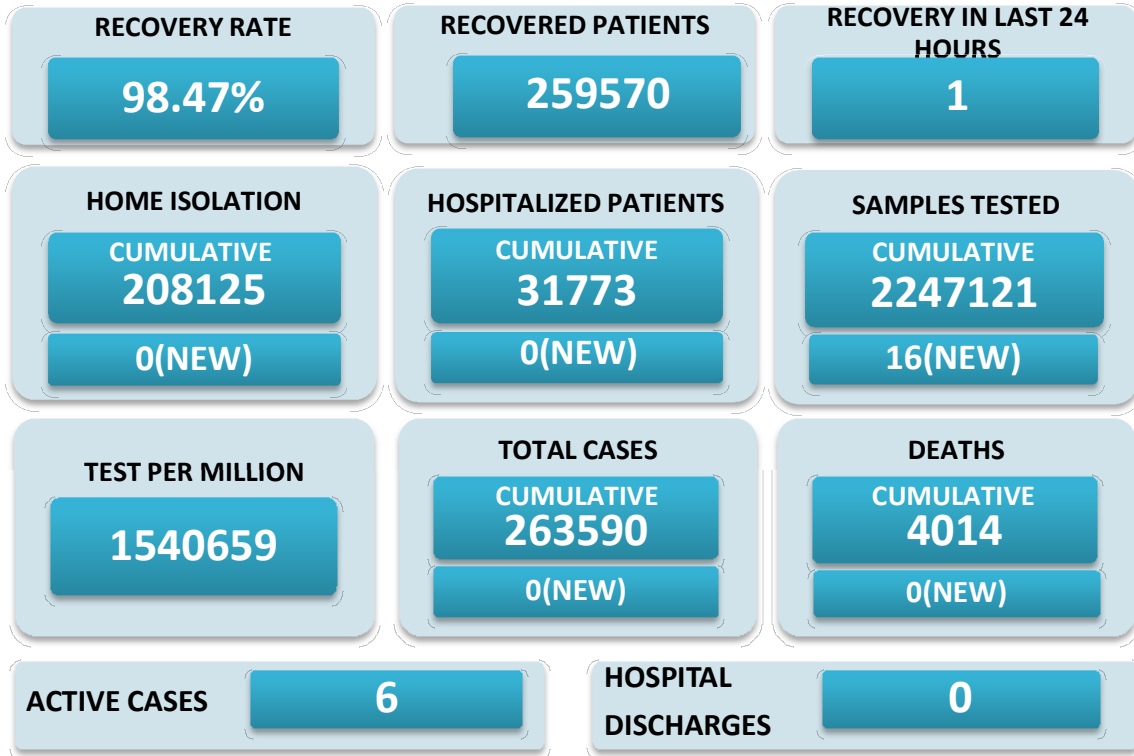 RECOVERY RATE
98.47%
RECOVERED PATIENTS
259570
RECOVERY IN LAST 24
HOURS
1
HOME ISOLATION
CUMULATIVE
208125
0(NEW)
HOSPITALIZED PATIENTS
CUMULATIVE
31773
0(NEW)
SAMPLES TESTED
CUMULATIVE
2247121
16(NEW)
TEST PER MILLION
1540659
TOTAL CASES
CUMULATIVE
263590
0(NEW)
DEATHS
CUMULATIVE
4014
0(NEW)
ACTIVE CASES
6
HOSPITAL
DISCHARGES
0